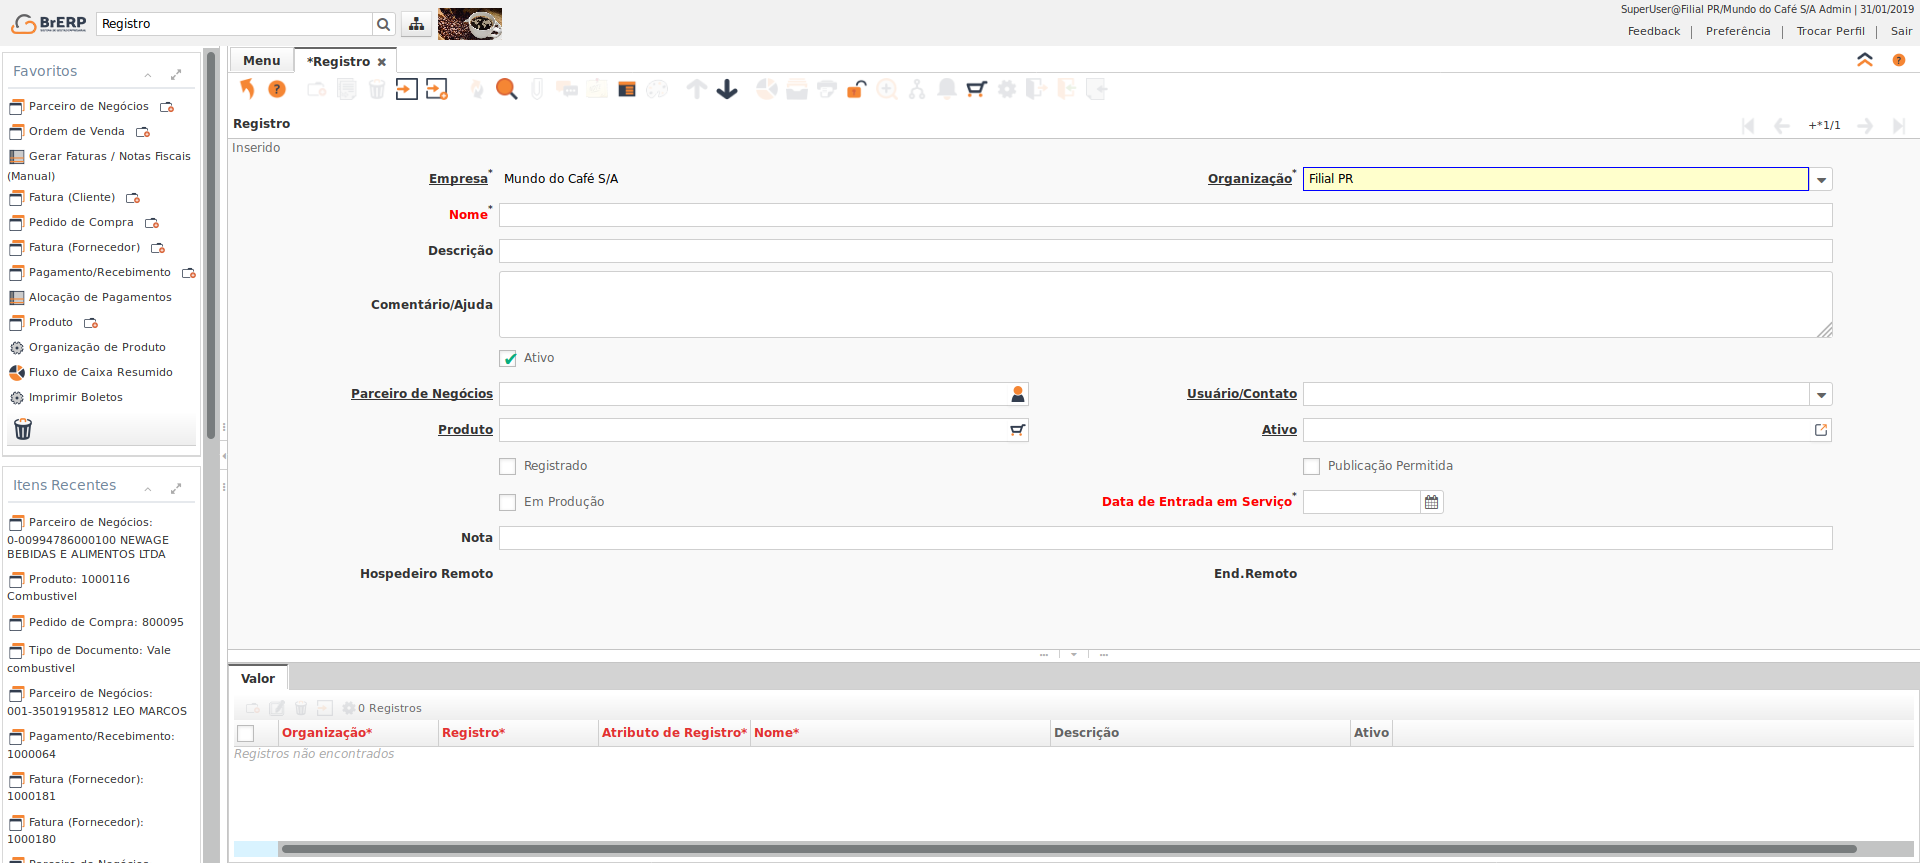 BrERP
Registro
SuperUser@Filial PR/Mundo do Café S/A Admin | 31/01/2019
Feedback | Preferência | Trocar Perfil | Sair
Favoritos
Parceiro de Negócios
Ordem de Venda
Gerar Faturas / Notas Fiscais
(Manual)
Fatura (Cliente)
Pedido de Compra
Fatura (Fornecedor)
Pagamento/Recebimento
Alocação de Pagamentos
Produto
Organização de Produto
Fluxo de Caixa Resumido
Imprimir Boletos
Itens Recentes
Parceiro de Negócios:
0-00994786000100 NEWAGE
BEBIDAS E ALIMENTOS LTDA
Produto: 1000116
Combustivel
Pedido de Compra: 800095
Tipo de Documento: Vale
combustivel
Parceiro de Negócios:
001-35019195812 LEO MARCOS
Pagamento/Recebimento:
1000064
Fatura (Fornecedor):
1000181
Fatura (Fornecedor):
1000180
Menu
*Registro
Registro
+*1/1
Inserido
Empresa* Mundo do Café S/A
Organização* Filial PR
Nome*
Descrição
Comentário/Ajuda
Ativo
Parceiro de Negócios
Usuário/Contato
Produto
Ativo
Registrado
Publicação Permitida
Em Produção
Data de Entrada em Serviço*
Nota
Hospedeiro Remoto
End.Remoto
Valor
0 Registros
Organização* Registro* Atributo de Registro* Nome* Descrição Ativo
Registros não encontrados